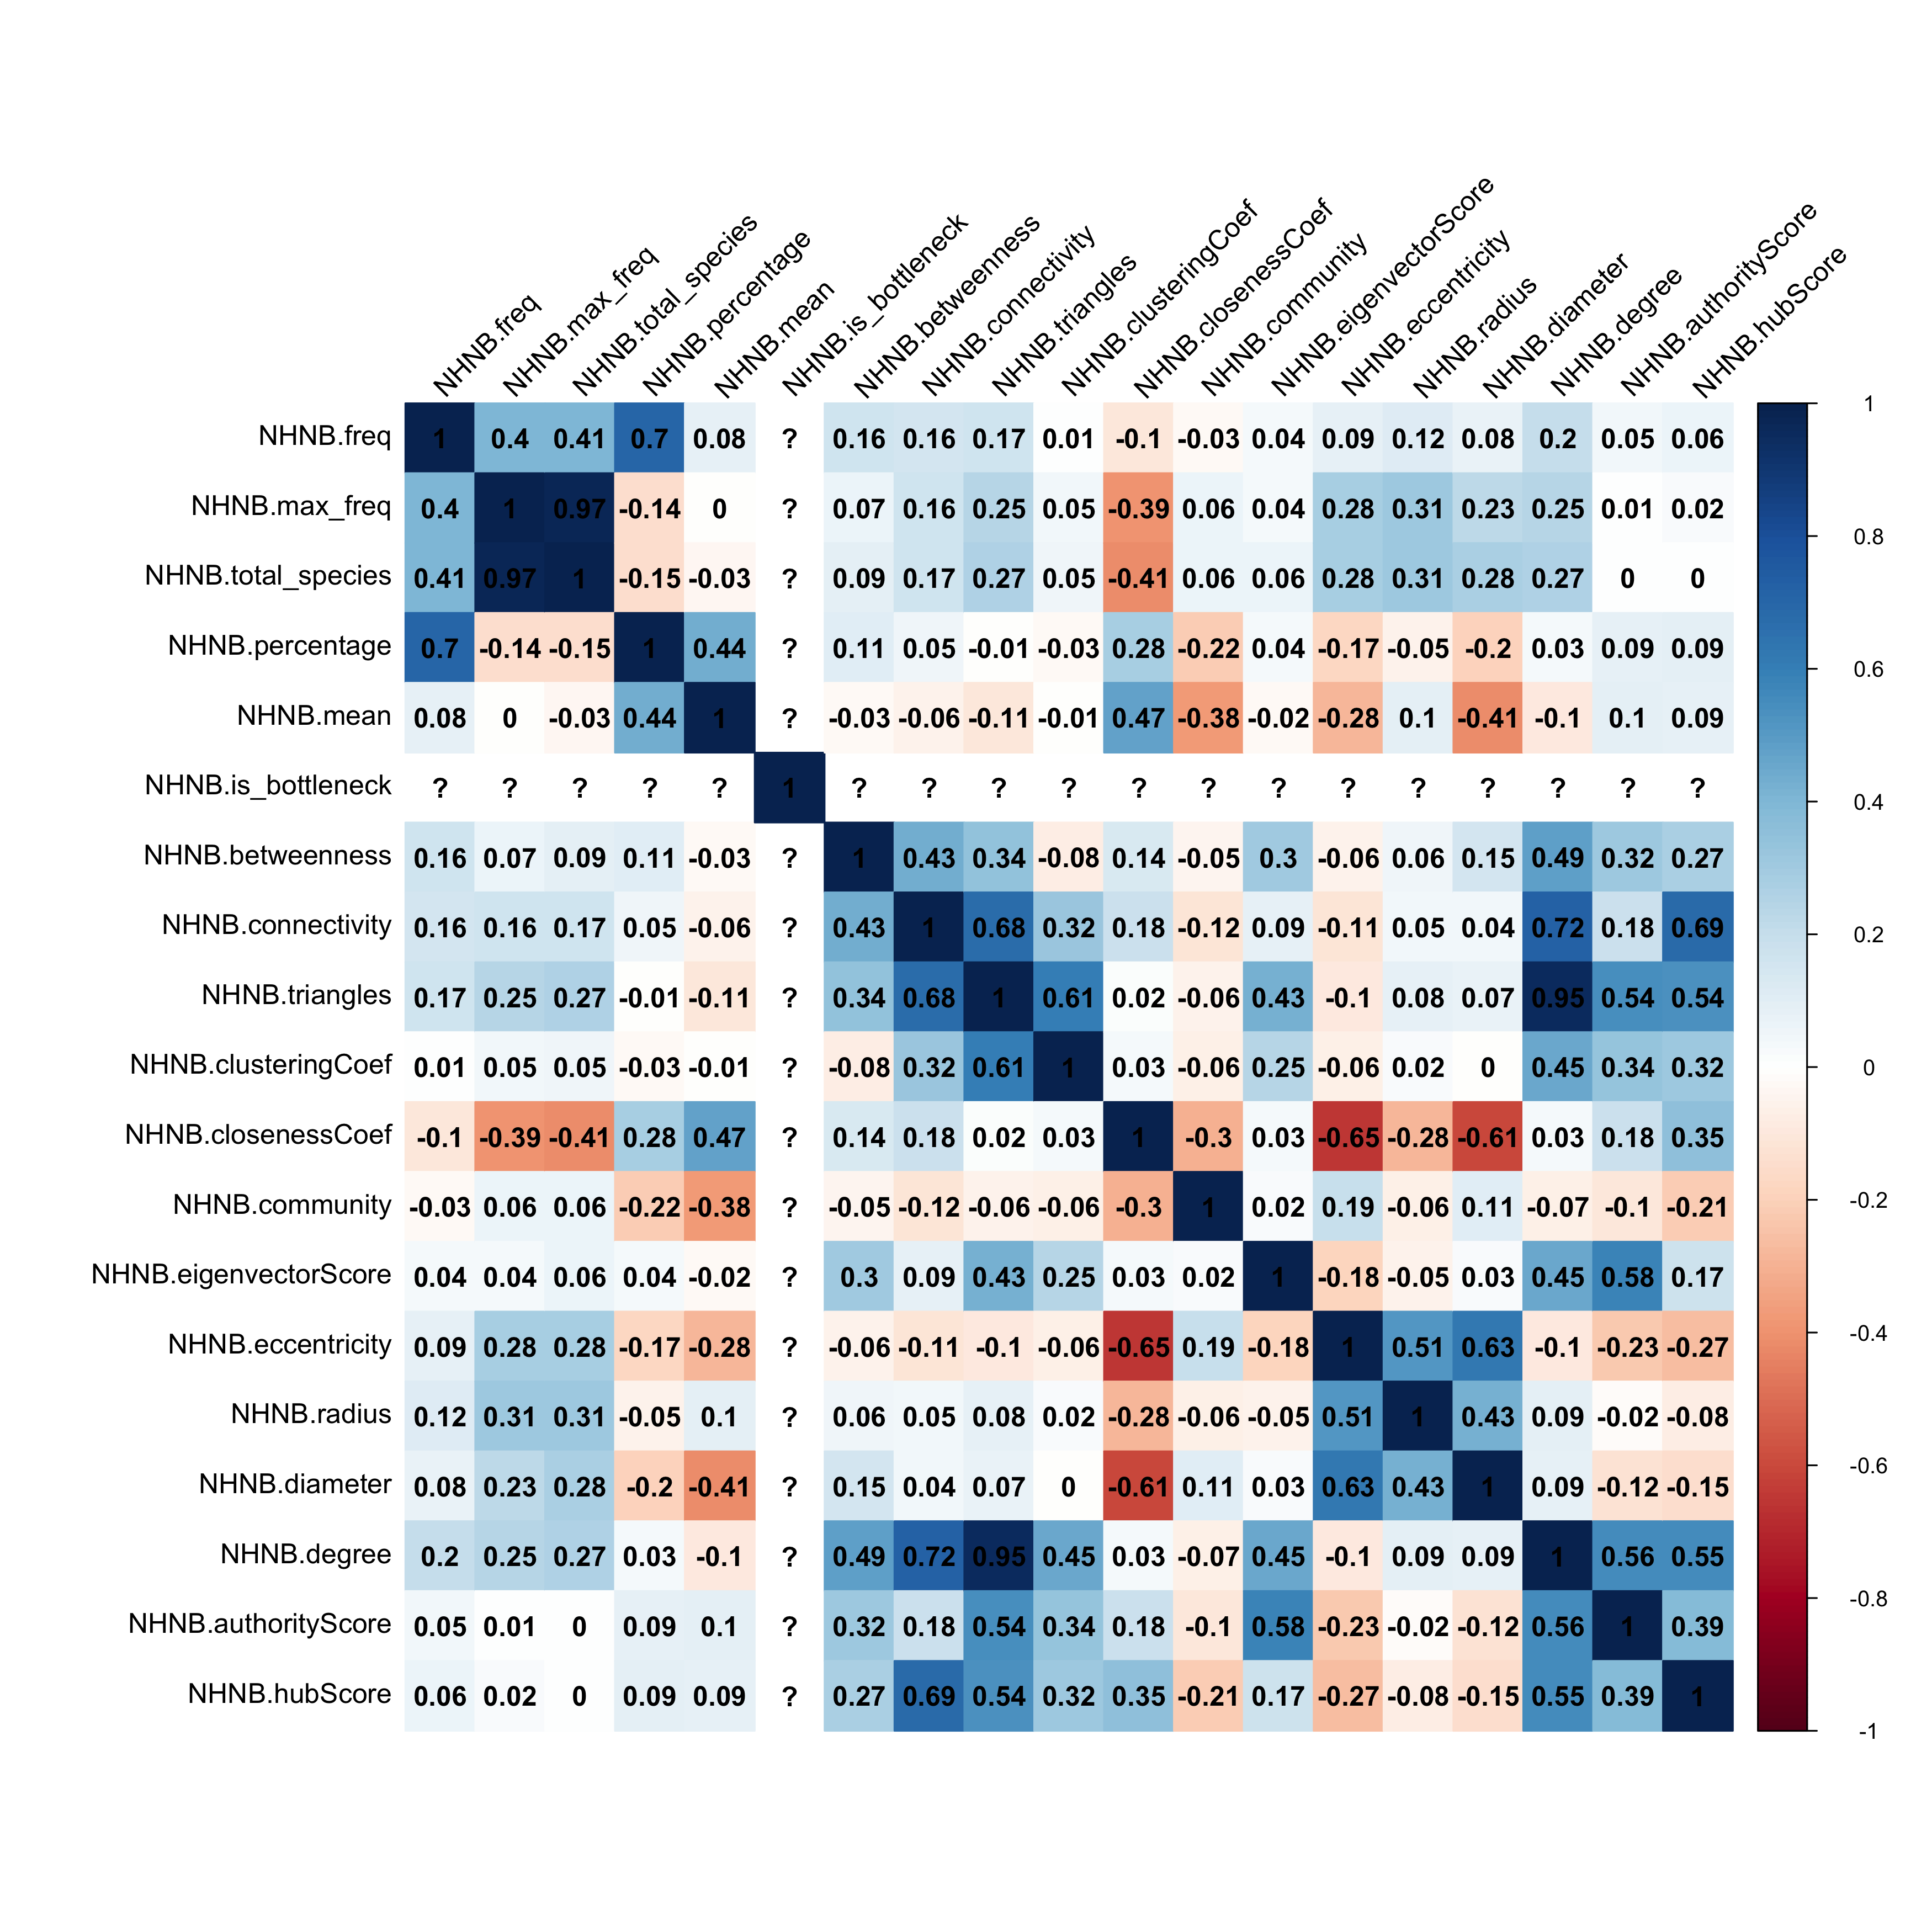 NHNB.freq
NHNB.max_freq
NHNB.total_species
NHNB.percentage
NHNB.mean
NHNB.is_bottleneck
NHNB.betweenness
NHNB.connectivity
NHNB.triangles
NHNB.clusteringCoef
NHNB.closenessCoef
NHNB.community
NHNB.eigenvectorScore
NHNB.eccentricity
NHNB.radius
NHNB.diameter
NHNB.degree
NHNB.authorityScore
NHNB.hubScore
NHNB.freq 1 0.4 0.41 0.7 0.08 ? 0.16 0.16 0.17 0.01 -0.1 -0.03 0.04 0.09 0.12 0.08 0.2 0.05 0.06
NHNB.max_freq 0.4 1 0.97 -0.14 0 ? 0.07 0.16 0.25 0.05 -0.39 0.06 0.04 0.28 0.31 0.23 0.25 0.01 0.02
NHNB.total_species 0.41 0.97 1 -0.15 -0.03 ? 0.09 0.17 0.27 0.05 -0.41 0.06 0.06 0.28 0.31 0.28 0.27 0 0
NHNB.percentage 0.7 -0.14 -0.15 1 0.44 ? 0.11 0.05 -0.01 -0.03 0.28 -0.22 0.04 -0.17 -0.05 -0.2 0.03 0.09 0.09
NHNB.mean 0.08 0 -0.03 0.44 1 ? -0.03 -0.06 -0.11 -0.01 0.47 -0.38 -0.02 -0.28 0.1 -0.41 -0.1 0.1 0.09
NHNB.is_bottleneck ? ? ? ? ? 1 ? ? ? ? ? ? ? ? ? ? ? ? ?
NHNB.betweenness 0.16 0.07 0.09 0.11 -0.03 ? 1 0.43 0.34 -0.08 0.14 -0.05 0.3 -0.06 0.06 0.15 0.49 0.32 0.27
NHNB.connectivity 0.16 0.16 0.17 0.05 -0.06 ? 0.43 1 0.68 0.32 0.18 -0.12 0.09 -0.11 0.05 0.04 0.72 0.18 0.69
NHNB.triangles 0.17 0.25 0.27 -0.01 -0.11 ? 0.34 0.68 1 0.61 0.02 -0.06 0.43 -0.1 0.08 0.07 0.95 0.54 0.54
NHNB.clusteringCoef 0.01 0.05 0.05 -0.03 -0.01 ? -0.08 0.32 0.61 1 0.03 -0.06 0.25 -0.06 0.02 0 0.45 0.34 0.32
NHNB.closenessCoef -0.1 -0.39 -0.41 0.28 0.47 ? 0.14 0.18 0.02 0.03 1 -0.3 0.03 -0.65 -0.28 -0.61 0.03 0.18 0.35
NHNB.community -0.03 0.06 0.06 -0.22 -0.38 ? -0.05 -0.12 -0.06 -0.06 -0.3 1 0.02 0.19 -0.06 0.11 -0.07 -0.1 -0.21
NHNB.eigenvectorScore 0.04 0.04 0.06 0.04 -0.02 ? 0.3 0.09 0.43 0.25 0.03 0.02 1 -0.18 -0.05 0.03 0.45 0.58 0.17
NHNB.eccentricity 0.09 0.28 0.28 -0.17 -0.28 ? -0.06 -0.11 -0.1 -0.06 -0.65 0.19 -0.18 1 0.51 0.63 -0.1 -0.23 -0.27
NHNB.radius 0.12 0.31 0.31 -0.05 0.1 ? 0.06 0.05 0.08 0.02 -0.28 -0.06 -0.05 0.51 1 0.43 0.09 -0.02 -0.08
NHNB.diameter 0.08 0.23 0.28 -0.2 -0.41 ? 0.15 0.04 0.07 0 -0.61 0.11 0.03 0.63 0.43 1 0.09 -0.12 -0.15
NHNB.degree 0.2 0.25 0.27 0.03 -0.1 ? 0.49 0.72 0.95 0.45 0.03 -0.07 0.45 -0.1 0.09 0.09 1 0.56 0.55
NHNB.authorityScore 0.05 0.01 0 0.09 0.1 ? 0.32 0.18 0.54 0.34 0.18 -0.1 0.58 -0.23 -0.02 -0.12 0.56 1 0.39
NHNB.hubScore 0.06 0.02 0 0.09 0.09 ? 0.27 0.69 0.54 0.32 0.35 -0.21 0.17 -0.27 -0.08 -0.15 0.55 0.39 1
1
0.8
0.6
0.4
0.2
0
-0.2
-0.4
-0.6
-0.8
-1